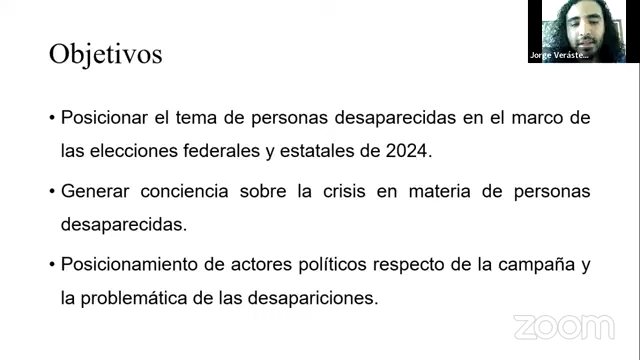 Objetivos
Jorge Veráste...
• Posicionar el tema de personas desaparecidas en el marco de
las elecciones federales y estatales de 2024.
• Generar conciencia sobre la crisis en materia de personas
desaparecidas.
• Posicionamiento de actores políticos respecto de la campaña y
la problemática de las desapariciones.
zoom